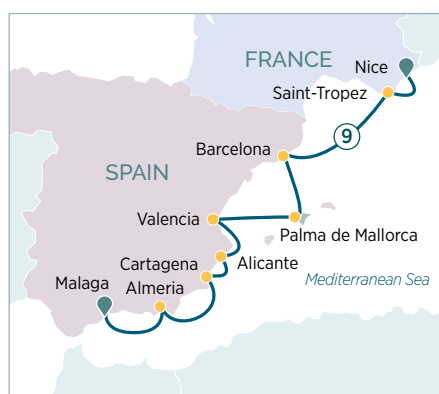 FRANCE
Nice
Saint-Tropez
9
Barcelona
SPAIN
Valencia
Palma de Mallorca
Cartagena
Alicante
Malaga
Almeria
Mediterranean Sea